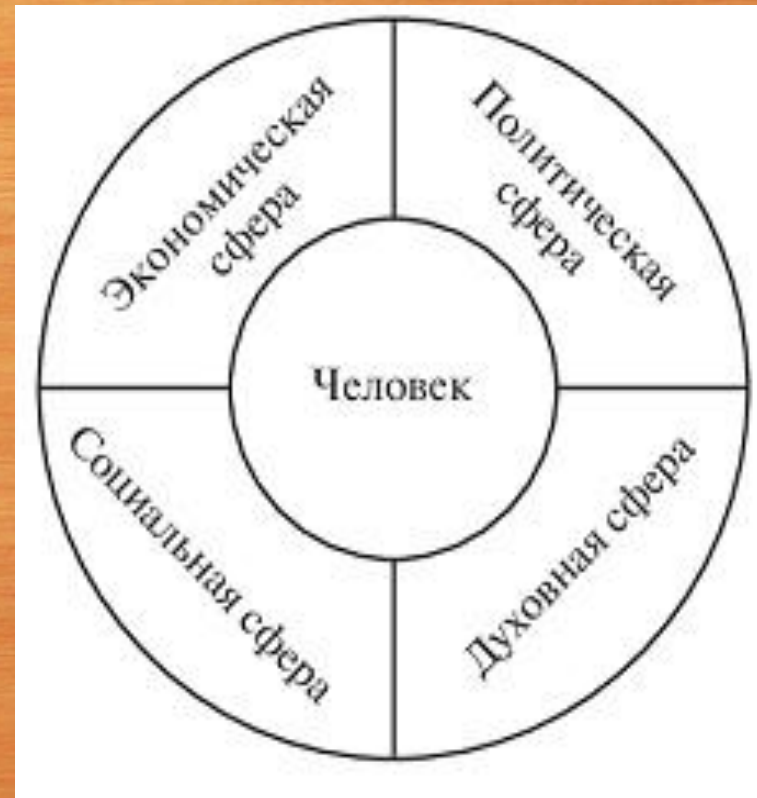 Экономическая
сфера
Политическая
сфера
Человек
Социальная сфера
Духовная сфера